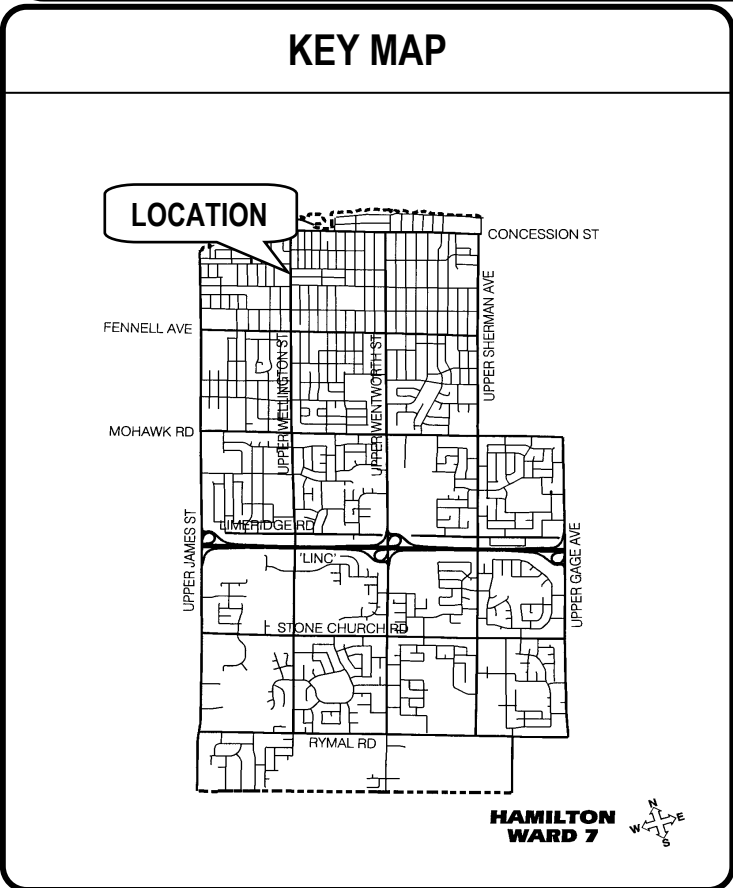 KEY MAP
LOCATION
CONCESSION ST
UPPER SHERMAN AVE
FENNELL AVE
UPPER WELLINGTON ST
UPPER WENTWORTH ST
MOHAWK RD
LIMERIDGE RD
UPPER JAMES ST
'LINC'
UPPER GAGE AVE
STONE CHURCH RD
RYMAL RD
HAMILTON
WARD 7
N
W
E
S